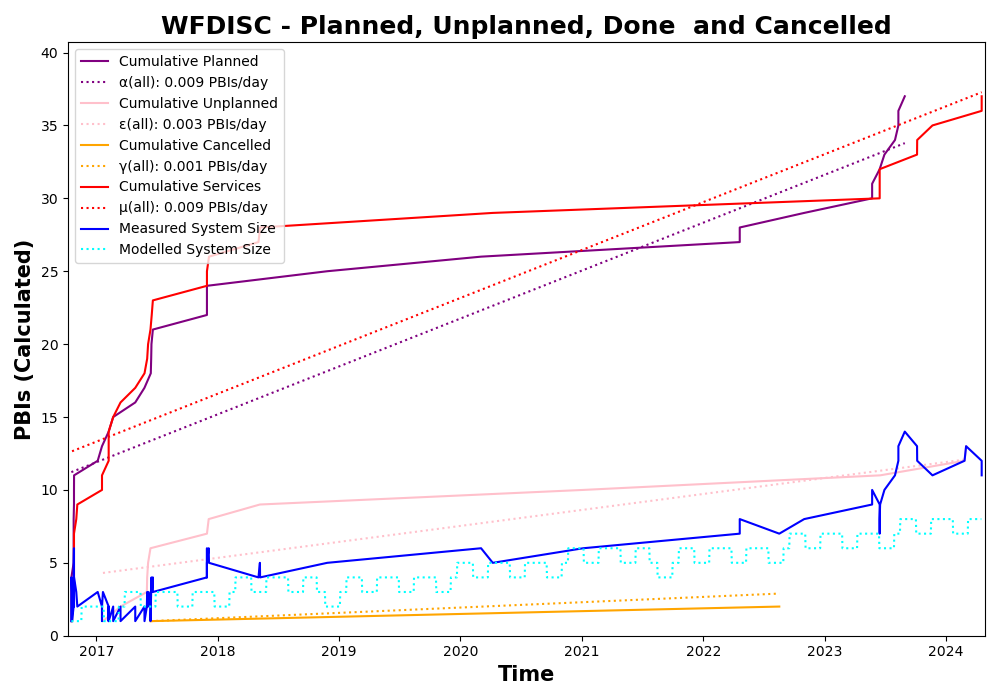 WFDISC - Planned, Unplanned, Done  and Cancelled
Cumulative Planned
α(all): 0.009 PBIs/day
Cumulative Unplanned
ε(all): 0.003 PBIs/day
Cumulative Cancelled
γ(all): 0.001 PBIs/day
Cumulative Services
μ(all): 0.009 PBIs/day
Measured System Size
Modelled System Size
PBIs (Calculated)
40
35
30
25
20
15
10
5
0
2017 2018 2019 2020 2021 2022 2023 2024
Time